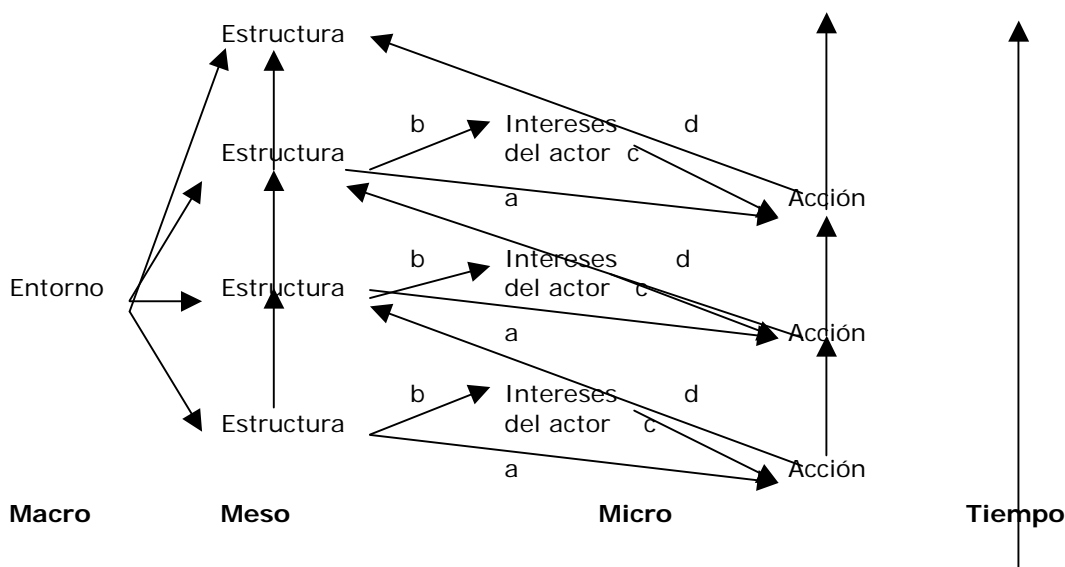 Estructura
b Intereses d
Estructura del actor c
a Acción
b Intereses d
Entorno Estructura del actor c
a Acción
b Intereses d
Estructura del actor c
a Acción
Macro Meso Micro Tiempo